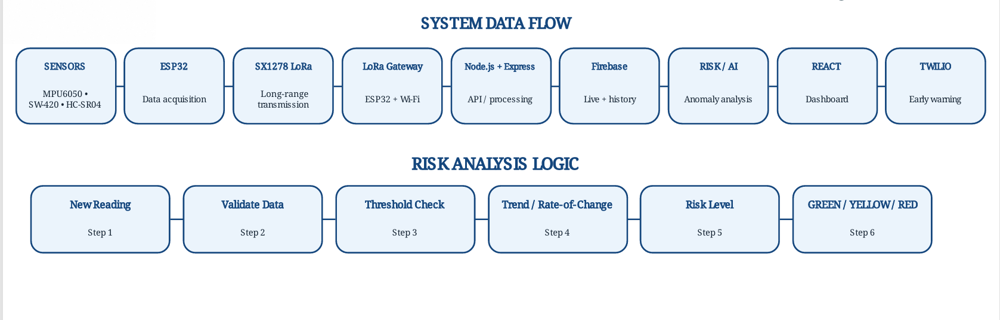 SYSTEM DATA FLOW
SENSORS
MPU6050 •
SW-420 • HC-SR04
ESP32
Data acquisition
SX1278 LoRa
Long-range
transmission
LoRa Gateway
ESP32 + Wi-Fi
Node.js + Express
API / processing
Firebase
Live + history
RISK / AI
Anomaly analysis
REACT
Dashboard
TWILIO
Early warning
RISK ANALYSIS LOGIC
New Reading
Step 1
Validate Data
Step 2
Threshold Check
Step 3
Trend / Rate-of-Change
Step 4
Risk Level
Step 5
GREEN / YELLOW / RED
Step 6